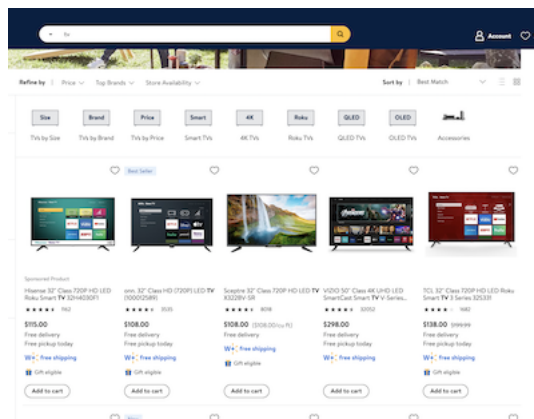 tv
Account
Refine by | Price Top Brands Store Availability
Sort by | Best Match
Size Brand Price Smart 4K Roku QLED OLED
TVs by Size TVs by Brand TVs by Price Smart TVs 4K TVs Roku TVs QLED TVs OLED TVs Accessories
Best Seller
Sponsored Product
Hisense 32" Class 720P HD LED
Roku Smart TV 32H4030F1
$115.00
Free delivery
Free pickup today
W+ free shipping
Gift eligible
Add to cart
onn. 32" Class HD (720P) LED TV
(100012589)
3535
$108.00
Free delivery
Free pickup today
W+ free shipping
Gift eligible
Add to cart
Sceptre 32" Class 720P HD LED TV
X322BV-SR
8018
$108.00
Free delivery
W+ free shipping
Gift eligible
Add to cart
VIZIO 50" Class 4K UHD LED
SmartCast Smart TV V-Series...
$298.00
Free delivery
Free pickup today
W+ free shipping
Add to cart
TCL 32" Class 720P HD LED Roku
Smart TV 3 Series 32S331
1682
$138.00
Free delivery
Free pickup today
W+ free shipping
Gift eligible
Add to cart